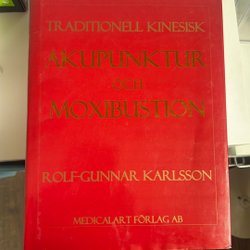 TRADITIONELL KINESISK
AKUPUNKTUR
OCH
MOXIBUSTION
ROLF-GUNNAR KARLSSON
MEDICALART FÖRLAG AB